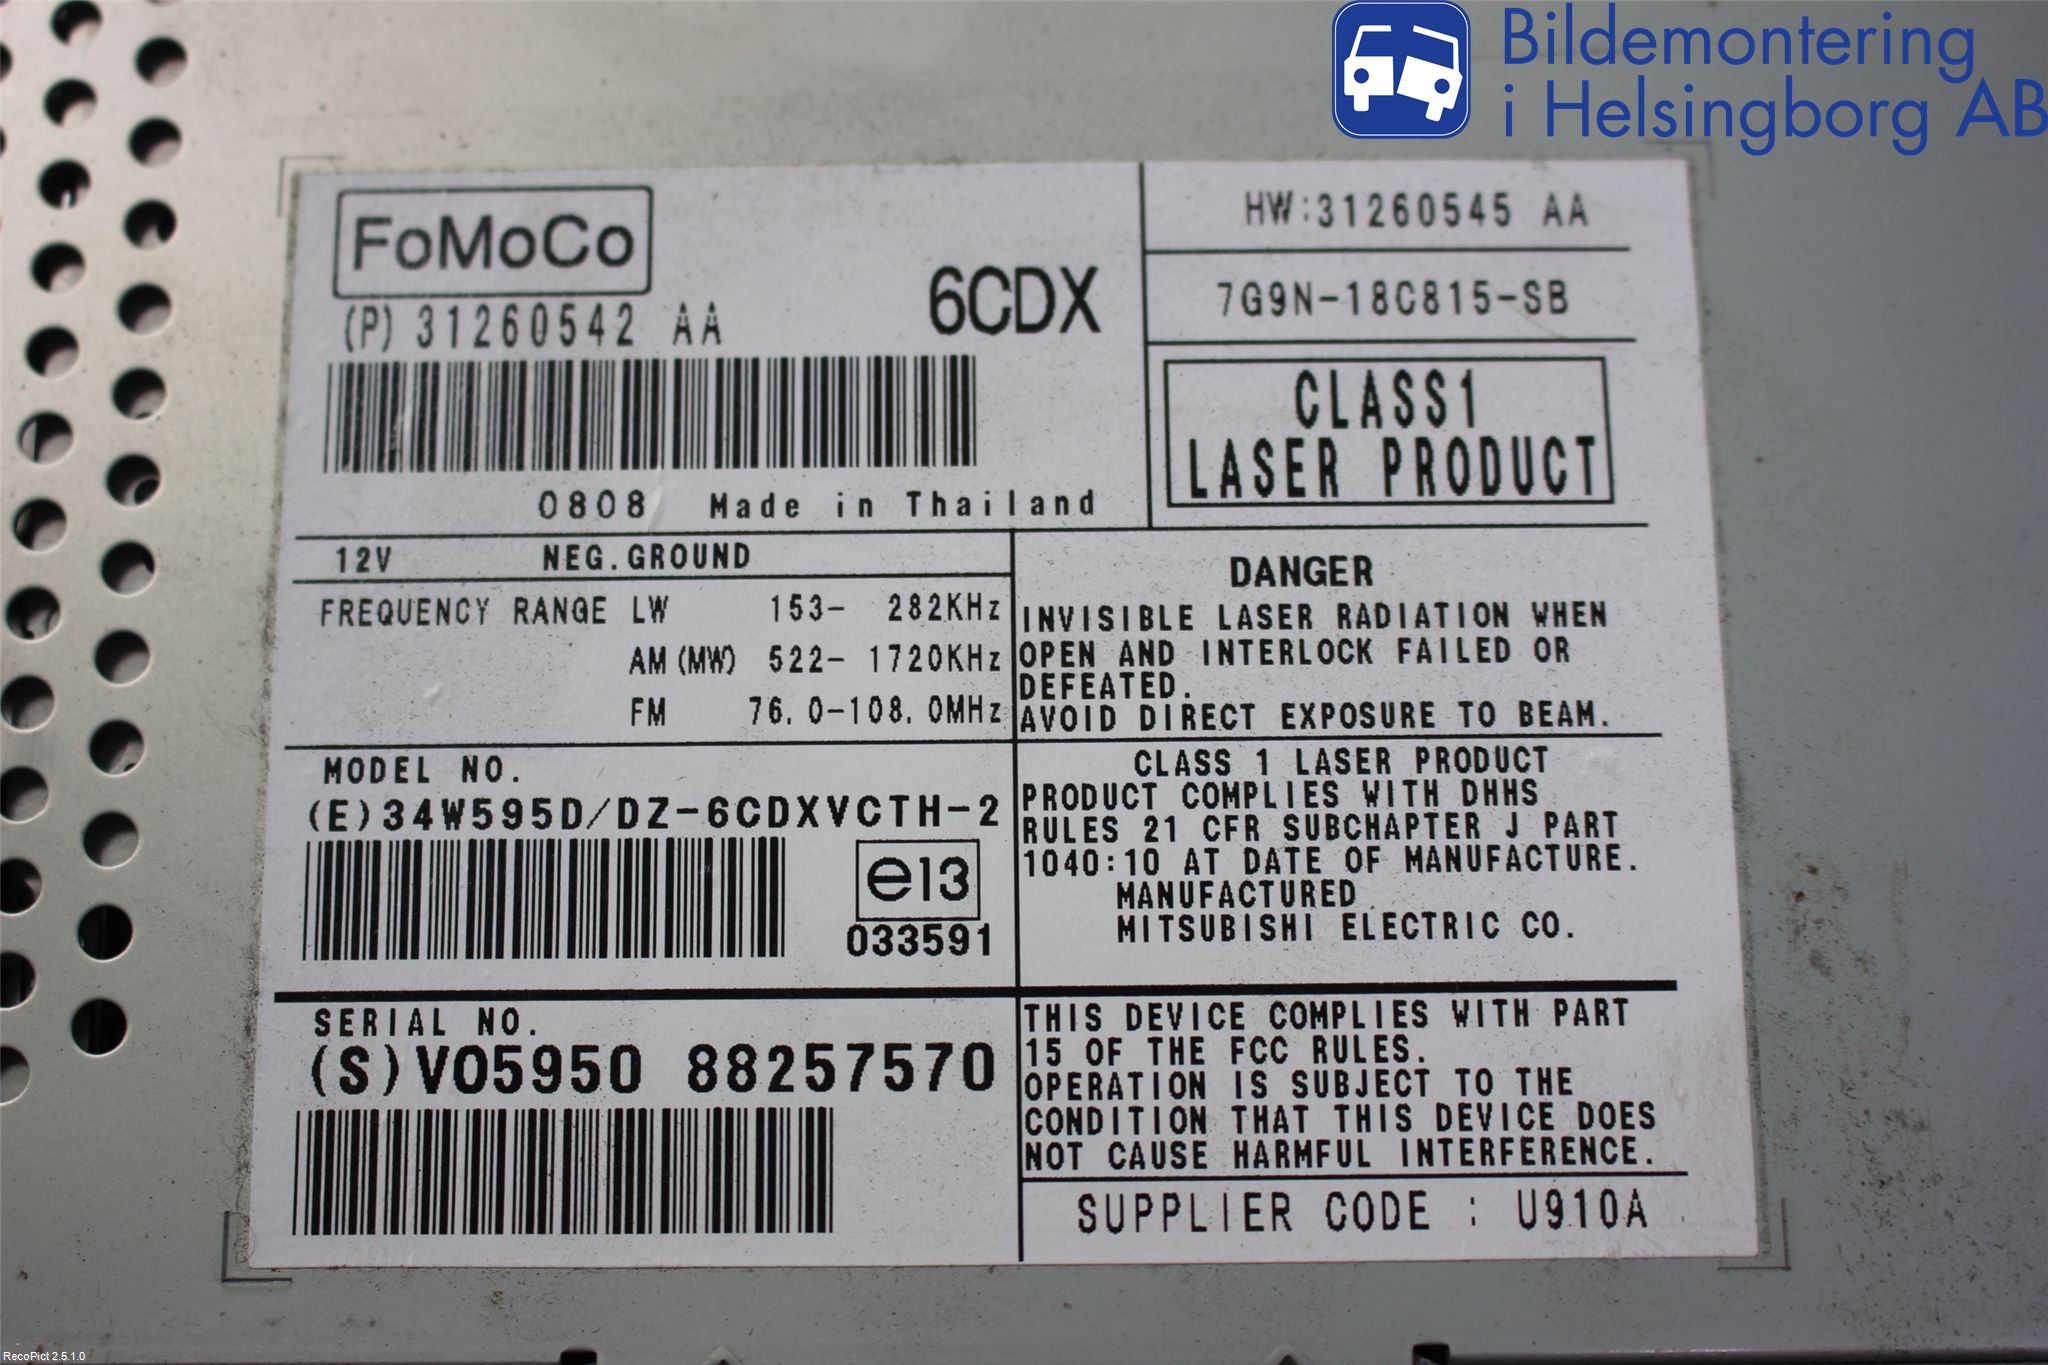 Bildemontering
i Helsingborg AB
FoMoCo
(P) 31260542 AA
6CDX
0808 Made in Thailand
HW:31260545 AA
7G9N-18C815-SB
CLASS1
LASER PRODUCT
12V NEG.GROUND
FREQUENCY RANGE LW 153- 282KHz
AM (MW) 522- 1720KHz
FM 76.0-108.0MHz
DANGER
INVISIBLE LASER RADIATION WHEN
OPEN AND INTERLOCK FAILED OR
DEFEATED.
AVOID DIRECT EXPOSURE TO BEAM.
MODEL NO.
(E)34W595D/DZ-6CDXVCTH-2
e13
033591
CLASS 1 LASER PRODUCT
PRODUCT COMPLIES WITH DHHS
RULES 21 CFR SUBCHAPTER J PART
1040:10 AT DATE OF MANUFACTURE.
MANUFACTURED
MITSUBISHI ELECTRIC CO.
SERIAL NO.
(S)VO5950 88257570
THIS DEVICE COMPLIES WITH PART
15 OF THE FCC RULES.
OPERATION IS SUBJECT TO THE
CONDITION THAT THIS DEVICE DOES
NOT CAUSE HARMFUL INTERFERENCE.
SUPPLIER CODE : U910A
RecoPict 2.5.1.0